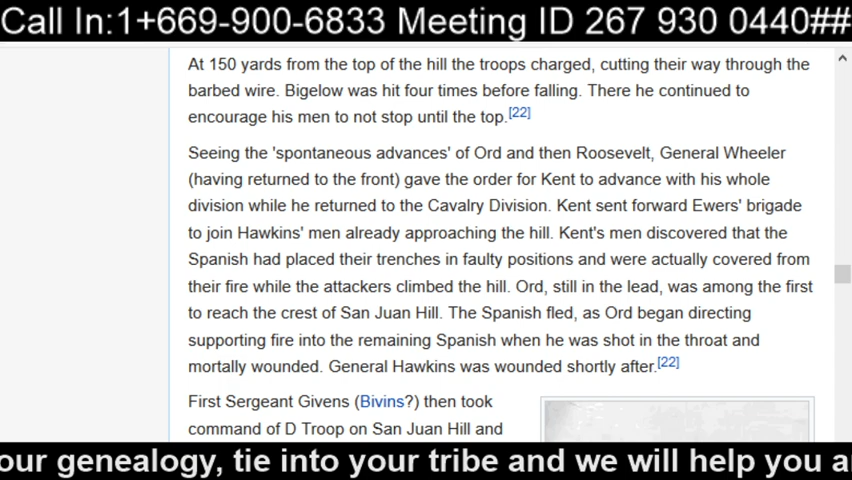 Call In:1+669-900-6833 Meeting ID 267 930 0440##
At 150 yards from the top of the hill the troops charged, cutting their way through the
barbed wire. Bigelow was hit four times before falling. There he continued to
encourage his men to not stop until the top.[22]
Seeing the 'spontaneous advances' of Ord and then Roosevelt, General Wheeler
(having returned to the front) gave the order for Kent to advance with his whole
division while he returned to the Cavalry Division. Kent sent forward Ewers' brigade
to join Hawkins' men already approaching the hill. Kent's men discovered that the
Spanish had placed their trenches in faulty positions and were actually covered from
their fire while the attackers climbed the hill. Ord, still in the lead, was among the first
to reach the crest of San Juan Hill. The Spanish fled, as Ord began directing
supporting fire into the remaining Spanish when he was shot in the throat and
mortally wounded. General Hawkins was wounded shortly after.[22]
First Sergeant Givens (Bivins?) then took
command of D Troop on San Juan Hill and
our genealogy, tie into your tribe and we will help you